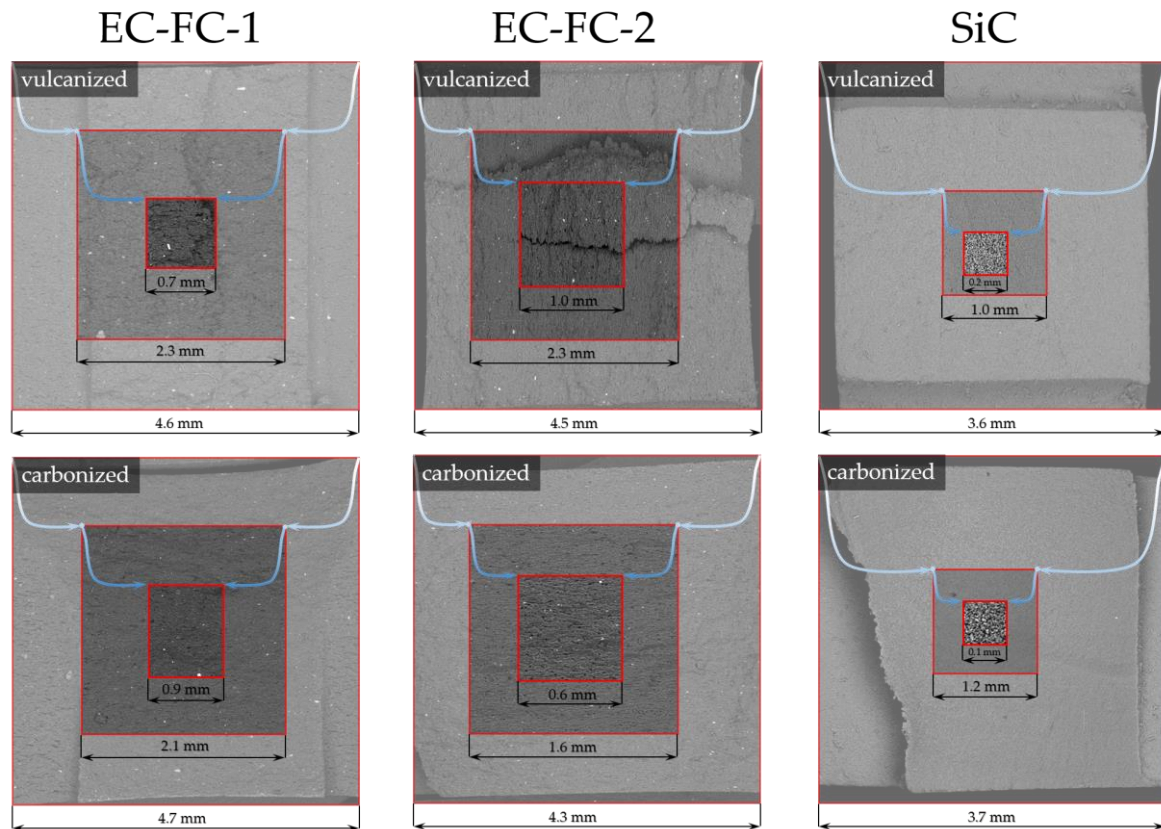 EC-FC-1
EC-FC-2
SiC
vulcanized
vulcanized
vulcanized
0.7 mm
1.0 mm
0.2 mm
2.3 mm
2.3 mm
1.0 mm
4.6 mm
4.5 mm
3.6 mm
carbonized
carbonized
carbonized
0.9 mm
0.6 mm
0.1 mm
2.1 mm
1.6 mm
1.2 mm
4.7 mm
4.3 mm
3.7 mm